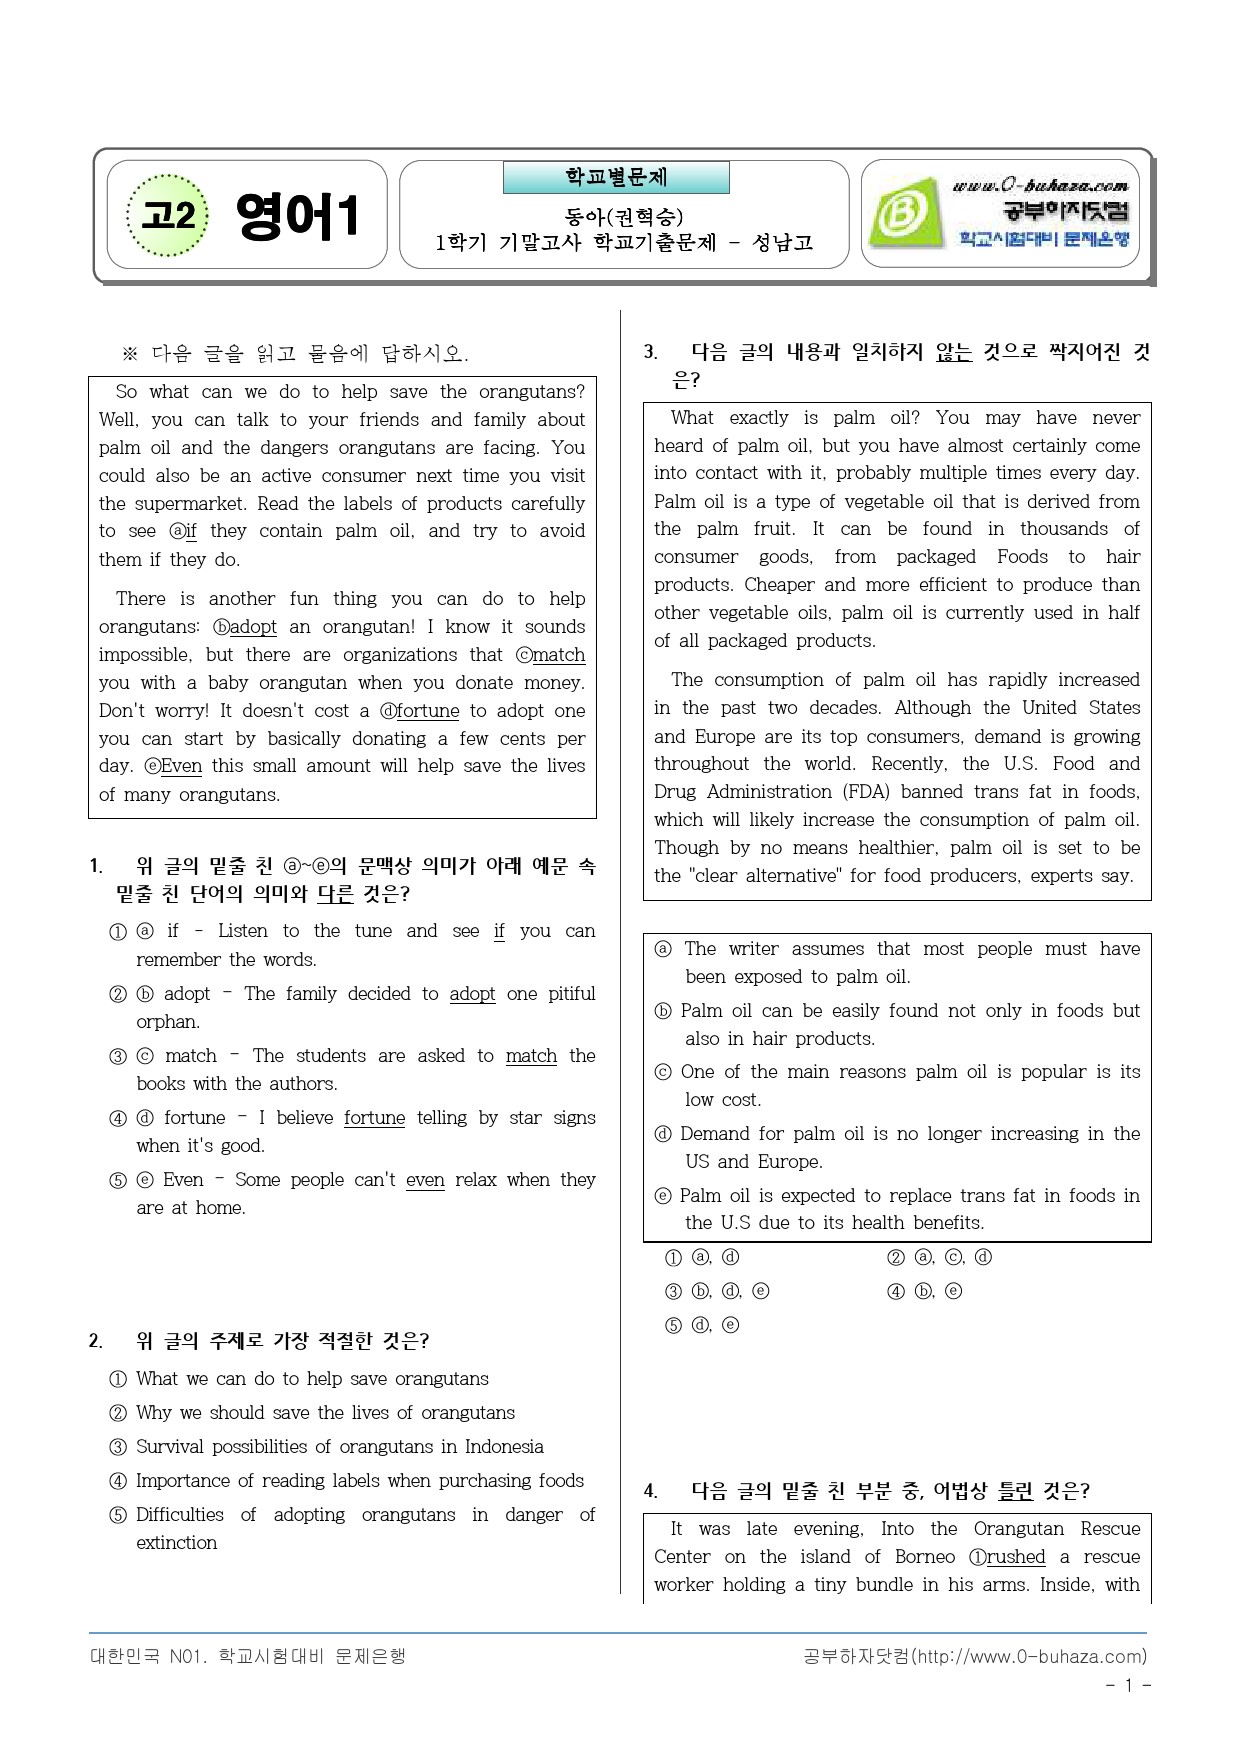 고2 영어1
학교별문제
동아(권혁승)
1학기 기말고사 학교기출문제 - 성남고
www.0-buhaza.com
공부하자닷컴
학교시험대비 문제은행
※ 다음 글을 읽고 물음에 답하시오.
So what can we do to help save the orangutans?
Well, you can talk to your friends and family about
palm oil and the dangers orangutans are facing. You
could also be an active consumer next time you visit
the supermarket. Read the labels of products carefully
to see ⓐif they contain palm oil, and try to avoid
them if they do.
There is another fun thing you can do to help
orangutans: ⓑadopt an orangutan! I know it sounds
impossible, but there are organizations that ⓒmatch
you with a baby orangutan when you donate money.
Don't worry! It doesn't cost a ⓓfortune to adopt one
you can start by basically donating a few cents per
day. ⓔEven this small amount will help save the lives
of many orangutans.
1. 위 글의 밑줄 친 ⓐ~ⓔ의 문맥상 의미가 아래 예문 속
밑줄 친 단어의 의미와 다른 것은?
① ⓐ if - Listen to the tune and see if you can
remember the words.
② ⓑ adopt - The family decided to adopt one pitiful
orphan.
③ ⓒ match - The students are asked to match the
books with the authors.
④ ⓓ fortune - I believe fortune telling by star signs
when it's good.
⑤ ⓔ Even - Some people can't even relax when they
are at home.
2. 위 글의 주제로 가장 적절한 것은?
① What we can do to help save orangutans
② Why we should save the lives of orangutans
③ Survival possibilities of orangutans in Indonesia
④ Importance of reading labels when purchasing foods
⑤ Difficulties of adopting orangutans in danger of
extinction
3. 다음 글의 내용과 일치하지 않는 것으로 짝지어진 것
은?
What exactly is palm oil? You may have never
heard of palm oil, but you have almost certainly come
into contact with it, probably multiple times every day.
Palm oil is a type of vegetable oil that is derived from
the palm fruit. It can be found in thousands of
consumer goods, from packaged Foods to hair
products. Cheaper and more efficient to produce than
other vegetable oils, palm oil is currently used in half
of all packaged products.
The consumption of palm oil has rapidly increased
in the past two decades. Although the United States
and Europe are its top consumers, demand is growing
throughout the world. Recently, the U.S. Food and
Drug Administration (FDA) banned trans fat in foods,
which will likely increase the consumption of palm oil.
Though by no means healthier, palm oil is set to be
the "clear alternative" for food producers, experts say.
ⓐ The writer assumes that most people must have
been exposed to palm oil.
ⓑ Palm oil can be easily found not only in foods but
also in hair products.
ⓒ One of the main reasons palm oil is popular is its
low cost.
ⓓ Demand for palm oil is no longer increasing in the
US and Europe.
ⓔ Palm oil is expected to replace trans fat in foods in
the U.S due to its health benefits.
① ⓐ, ⓓ ② ⓐ, ⓒ, ⓓ
③ ⓑ, ⓓ, ⓔ ④ ⓑ, ⓔ
⑤ ⓓ, ⓔ
4. 다음 글의 밑줄 친 부분 중, 어법상 틀린 것은?
It was late evening, Into the Orangutan Rescue
Center on the island of Borneo ①rushed a rescue
worker holding a tiny bundle in his arms. Inside, with
대한민국 N01. 학교시험대비 문제은행
공부하자닷컴(http://www.0-buhaza.com)
- 1 -